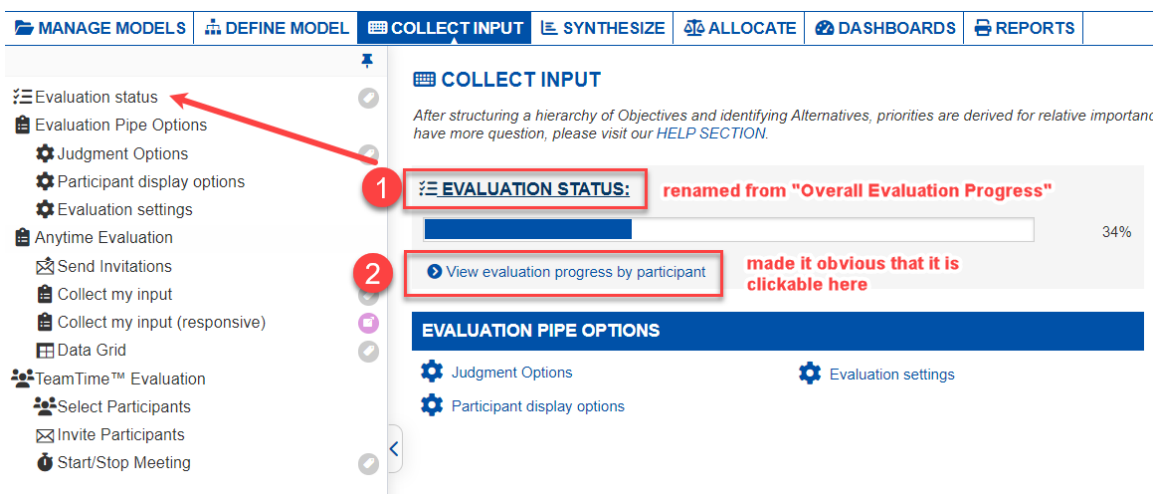 MANAGE MODELS DEFINE MODEL COLLECT INPUT SYNTHESIZE ALLOCATE DASHBOARDS REPORTS
Evaluation status
Evaluation Pipe Options
Judgment Options
Participant display options
Evaluation settings
Anytime Evaluation
Send Invitations
Collect my input
Collect my input (responsive)
Data Grid
TeamTime™ Evaluation
Select Participants
Invite Participants
Start/Stop Meeting
COLLECT INPUT
After structuring a hierarchy of Objectives and identifying Alternatives, priorities are derived for relative importanc
have more question, please visit our HELP SECTION.
1 EVALUATION STATUS: renamed from "Overall Evaluation Progress"
34%
2 View evaluation progress by participant
made it obvious that it is
clickable here
EVALUATION PIPE OPTIONS
Judgment Options Evaluation settings
Participant display options